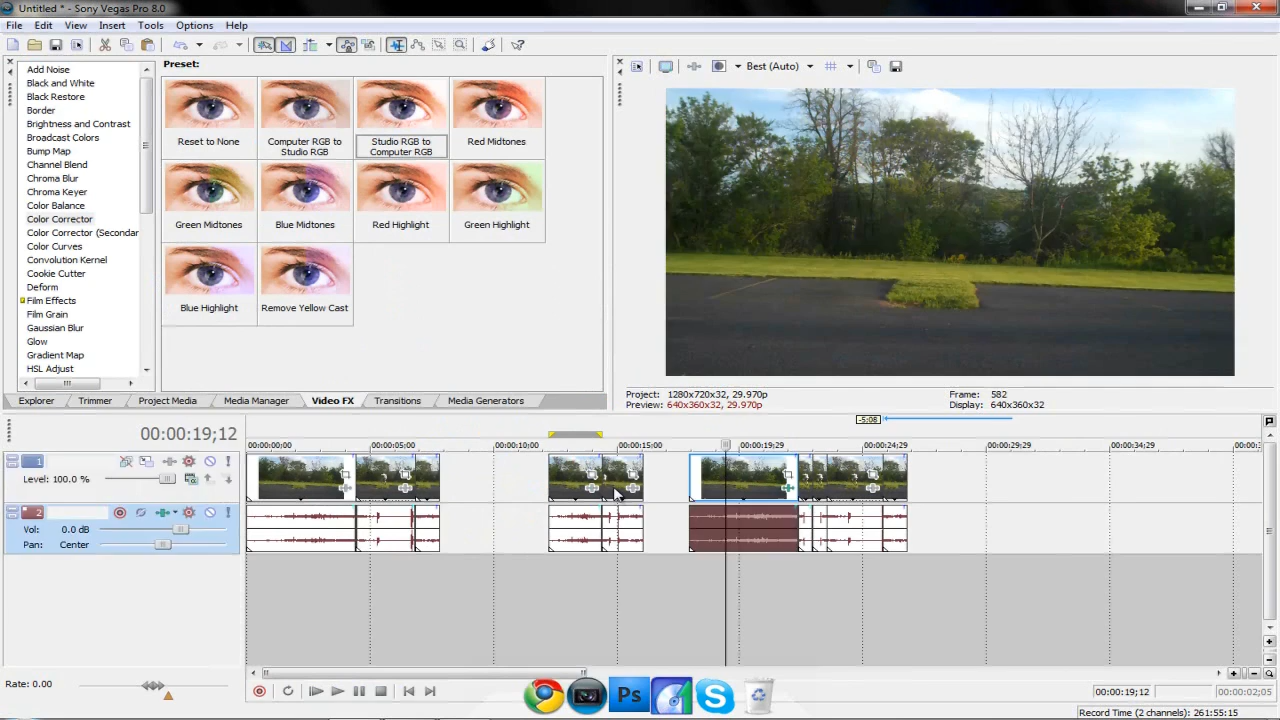 Untitled * - Sony Vegas Pro 8.0
File Edit View Insert Tools Options Help
Add Noise
Black and White
Black Restore
Border
Brightness and Contrast
Broadcast Colors
Bump Map
Channel Blend
Chroma Blur
Chroma Keyer
Color Balance
Color Corrector
Color Corrector (Secondar
Color Curves
Convolution Kernel
Cookie Cutter
Deform
Film Effects
Film Grain
Gaussian Blur
Glow
Gradient Map
HSL Adjust
Preset:
Reset to None
Computer RGB to Studio RGB
Studio RGB to Computer RGB
Red Midtones
Green Midtones
Blue Midtones
Red Highlight
Green Highlight
Blue Highlight
Remove Yellow Cast
Explorer Trimmer Project Media Media Manager Video FX Transitions Media Generators
Best (Auto)
Project: 1280x720x32, 29.970p Frame: 582
Preview: 640x360x32, 29.970p Display: 640x360x32
-5:08
00:00:19;12
00:00:00;00 00:00:05;00 00:00:10;00 00:00:15;00 00:00:19;29 00:00:24;29 00:00:29;29 00:00:34;29 00:00:3
1
Level: 100.0 %
2
Vol: 0.0 dB
Pan: Center
Rate: 0.00
Ps
00:00:19;12 00:00:02;05
Record Time (2 channels): 261:55:15